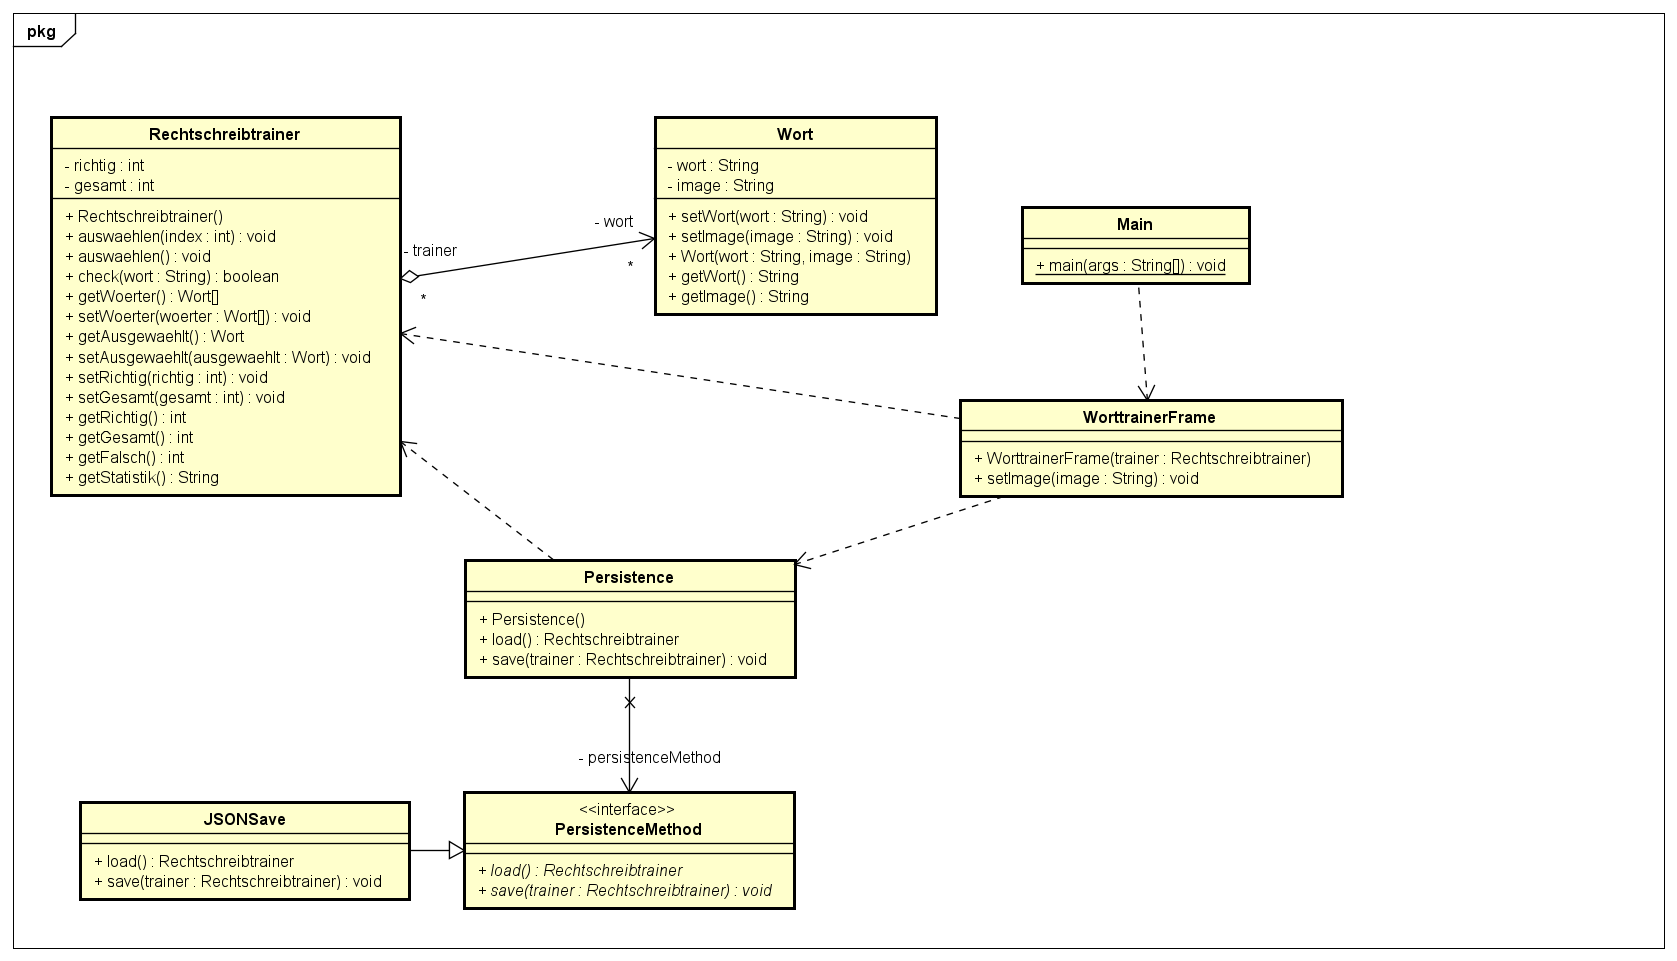 pkg
Rechtschreibtrainer
- richtig : int
- gesamt : int
+ Rechtschreibtrainer()
+ auswaehlen(index : int) : void
+ auswaehlen() : void
+ check(wort : String) : boolean
+ getWoerter() : Wort[]
+ setWoerter(woerter : Wort[]) : void
+ getAusgewaehlt() : Wort
+ setAusgewaehlt(ausgewaehlt : Wort) : void
+ setRichtig(richtig : int) : void
+ setGesamt(gesamt : int) : void
+ getRichtig() : int
+ getGesamt() : int
+ getFalsch() : int
+ getStatistik() : String
- trainer
*
- wort
*
Wort
- wort : String
- image : String
+ setWort(wort : String) : void
+ setImage(image : String) : void
+ Wort(wort : String, image : String)
+ getWort() : String
+ getImage() : String
Main
+ main(args : String[]) : void
WorttrainerFrame
+ WorttrainerFrame(trainer : Rechtschreibtrainer)
+ setImage(image : String) : void
Persistence
+ Persistence()
+ load() : Rechtschreibtrainer
+ save(trainer : Rechtschreibtrainer) : void
- persistenceMethod
JSONSave
+ load() : Rechtschreibtrainer
+ save(trainer : Rechtschreibtrainer) : void
<<interface>>
PersistenceMethod
+ load() : Rechtschreibtrainer
+ save(trainer : Rechtschreibtrainer) : void